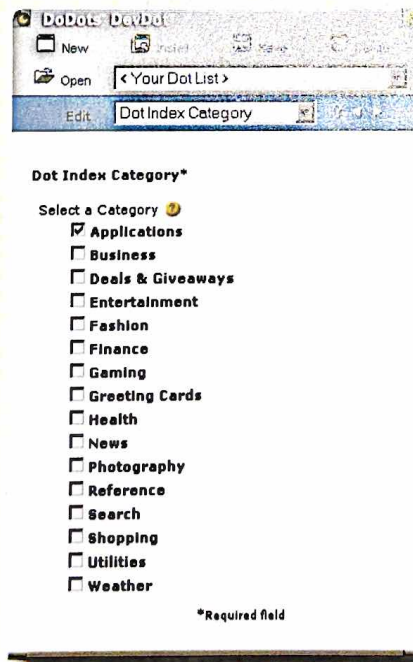 DoDots DevDot
New Save
Open < Your Dot List >
Edit Dot Index Category
Dot Index Category*
Select a Category ?
Applications
Business
Deals & Giveaways
Entertainment
Fashion
Finance
Gaming
Greeting Cards
Health
News
Photography
Reference
Search
Shopping
Utilities
Weather
*Required field